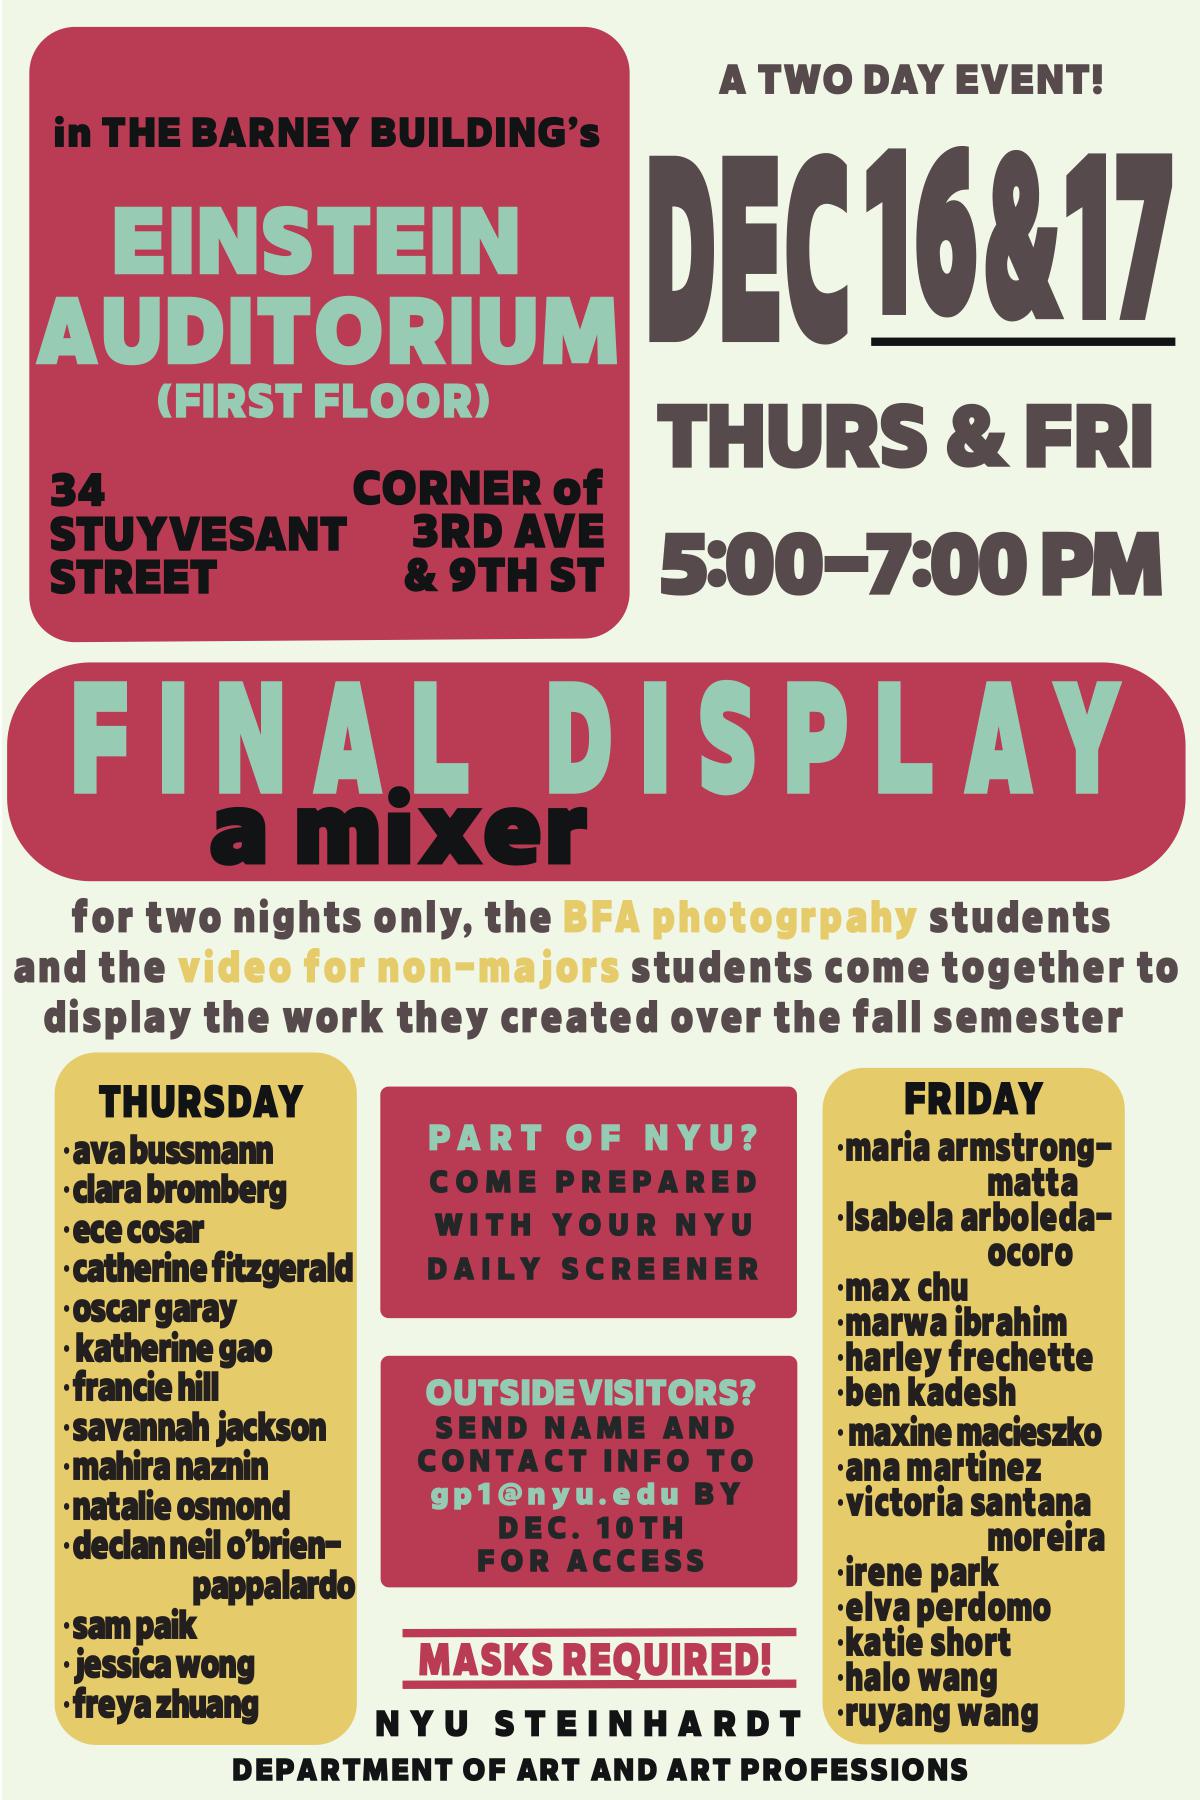 in THE BARNEY BUILDING's
EINSTEIN
AUDITORIUM
(FIRST FLOOR)
34
STUYVESANT
STREET
CORNER of
3RD AVE
& 9TH ST
A TWO DAY EVENT!
DEC 16&17
THURS & FRI
5:00-7:00 PM
FINAL DISPLAY
a mixer
for two nights only, the BFA photogrpahy students
and the video for non-majors students come together to
display the work they created over the fall semester
THURSDAY
·ava bussmann
·clara bromberg
·ece cosar
·catherine fitzgerald
·oscar garay
·katherine gao
·francie hill
·savannah jackson
·mahira naznin
·natalie osmond
·declan neil o'brien-
pappalardo
·sam paik
·jessica wong
·freya zhuang
PART OF NYU?
COME PREPARED
WITH YOUR NYU
DAILY SCREENER
OUTSIDE VISITORS?
SEND NAME AND
CONTACT INFO TO
gp1@nyu.edu BY
DEC. 10TH
FOR ACCESS
MASKS REQUIRED!
FRIDAY
·maria armstrong-
matta
·Isabela arboleda-
ocoro
·max chu
·marwa ibrahim
·harley frechette
·ben kadesh
·maxine macieszko
·ana martinez
·victoria santana
moreira
·irene park
·elva perdomo
·katie short
·halo wang
·ruyang wang
NYU STEINHARDT
DEPARTMENT OF ART AND ART PROFESSIONS